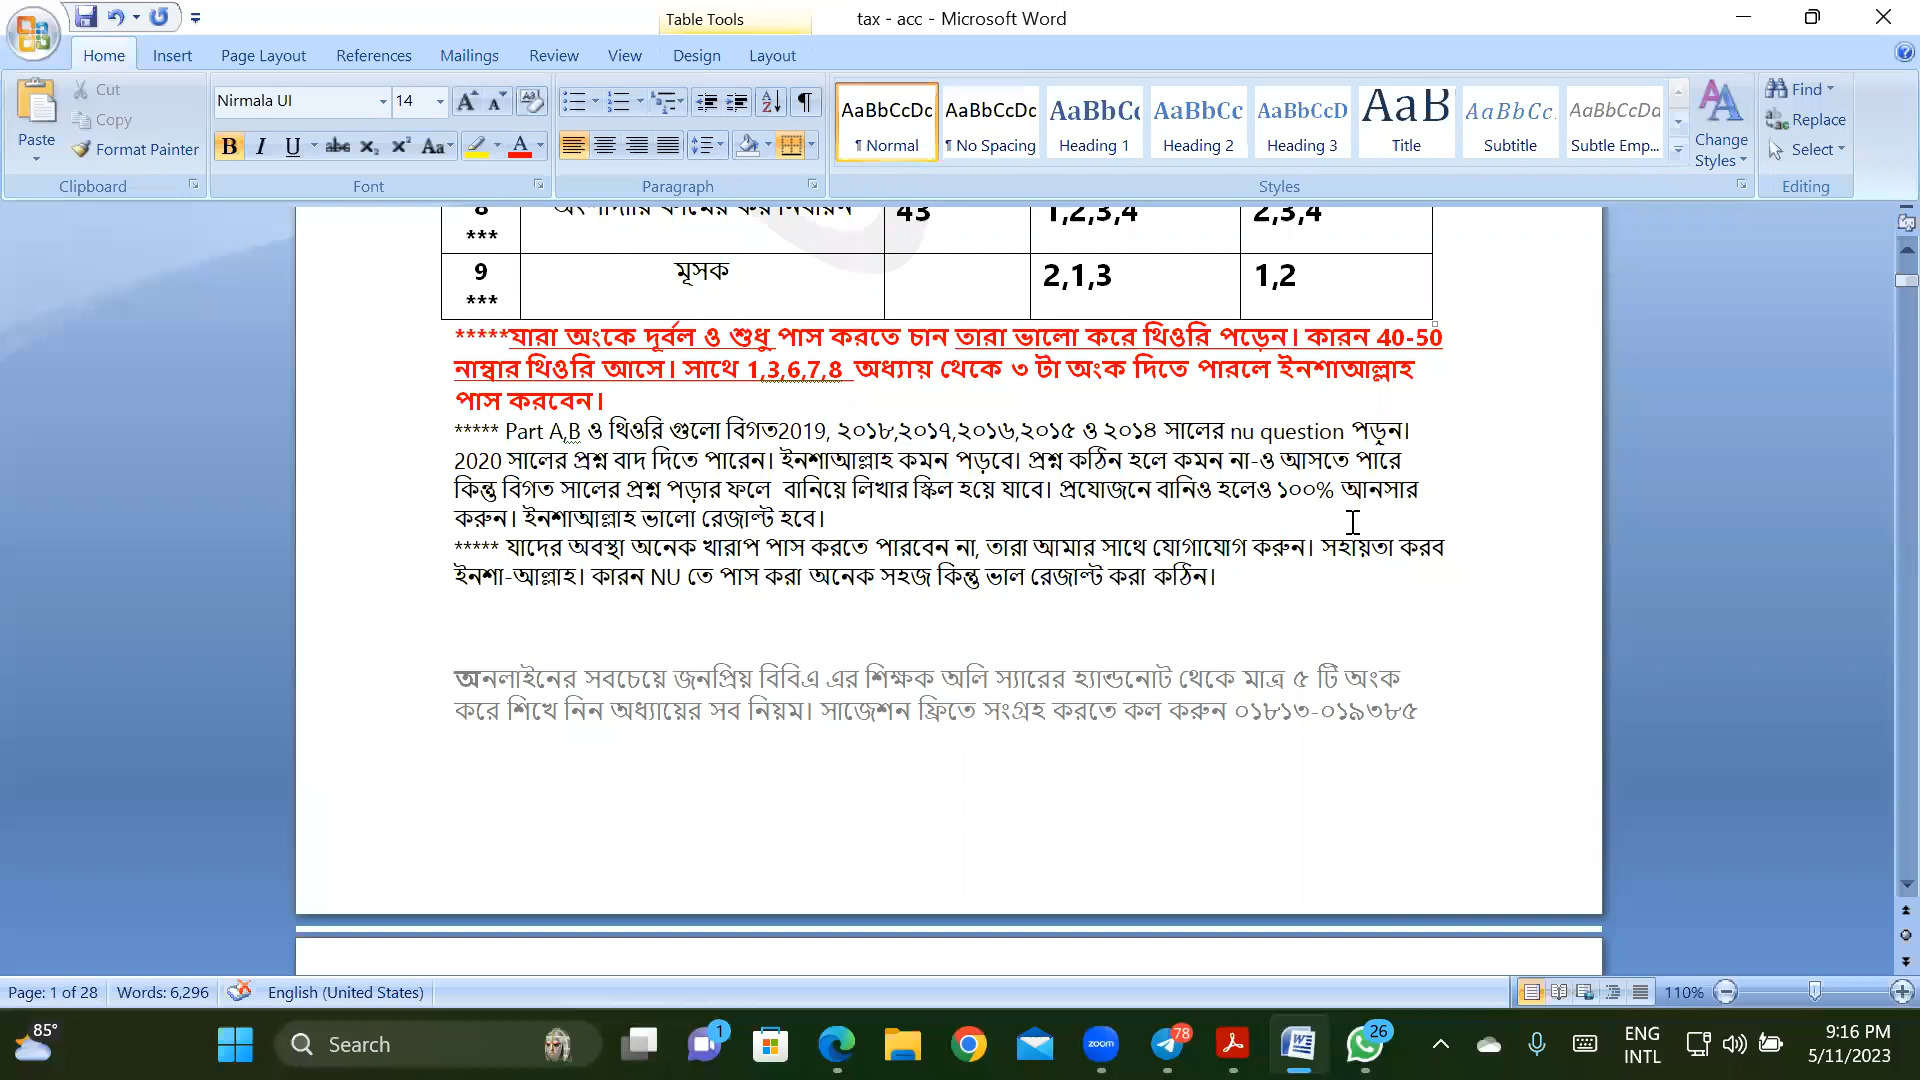 Table Tools
tax - acc - Microsoft Word
Home Insert Page Layout References Mailings Review View Design Layout
Paste
Cut
Copy
Format Painter
Clipboard
Nirmala UI 14
Font
Paragraph
AaBbCcDc AaBbCcDc AaBbCc AaBbCc AaBbCcD AaB AaBbCc. AaBbCcDa
¶ Normal ¶ No Spacing Heading 1 Heading 2 Heading 3 Title Subtitle Subtle Emp...
Change Styles
Styles
Find
Replace
Select
Editing
8 43 1,2,3,4 2,3,4
***
9 মূসক 2,1,3 1,2
***
*****যারা অংকে দূর্বল ও শুধু পাস করতে চান তারা ভালো করে থিওরি পড়েন। কারন 40-50
নাম্বার থিওরি আসে। সাথে 1,3,6,7,8 অধ্যায় থেকে ৩ টা অংক দিতে পারলে ইনশাআল্লাহ
পাস করবেন।
***** Part A,B ও থিওরি গুলো বিগত2019, ২০১৮,২০১৭,২০১৬,২০১৫ ও ২০১৪ সালের nu question পড়ুন।
2020 সালের প্রশ্ন বাদ দিতে পারেন। ইনশাআল্লাহ কমন পড়বে। প্রশ্ন কঠিন হলে কমন না-ও আসতে পারে
কিন্তু বিগত সালের প্রশ্ন পড়ার ফলে বানিয়ে লিখার স্কিল হয়ে যাবে। প্রযোজনে বানিও হলেও ১০০% আনসার
করুন। ইনশাআল্লাহ ভালো রেজাল্ট হবে।
***** যাদের অবস্থা অনেক খারাপ পাস করতে পারবেন না, তারা আমার সাথে যোগাযোগ করুন। সহায়তা করব
ইনশা-আল্লাহ। কারন NU তে পাস করা অনেক সহজ কিন্তু ভাল রেজাল্ট করা কঠিন।
অনলাইনের সবচেয়ে জনপ্রিয় বিবিএ এর শিক্ষক অলি স্যারের হ্যান্ডনোট থেকে মাত্র ৫ টি অংক
করে শিখে নিন অধ্যায়ের সব নিয়ম। সাজেশন ফ্রিতে সংগ্রহ করতে কল করুন ০১৮১৩-০১৯৩৮৫
Page: 1 of 28 Words: 6,296 English (United States) 110%
85° Search 1 zoom 78 26 ENG INTL 9:16 PM 5/11/2023